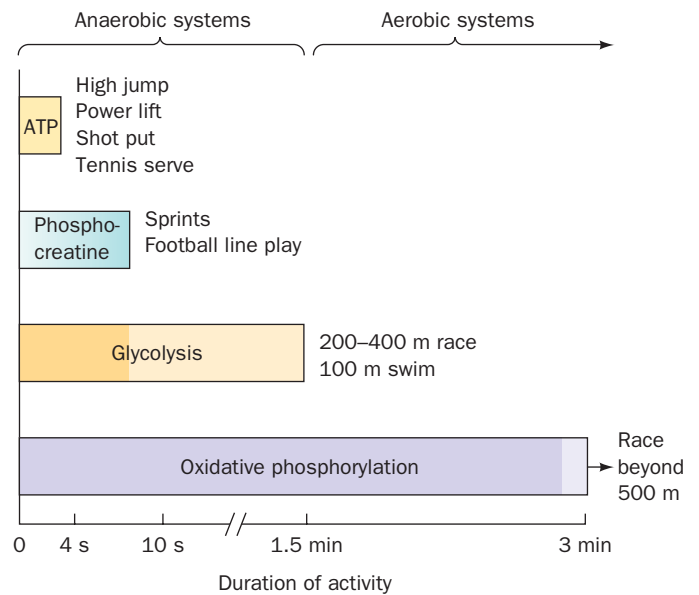 Anaerobic systems
Aerobic systems
ATP
High jump
Power lift
Shot put
Tennis serve
Phospho-
creatine
Sprints
Football line play
Glycolysis
200–400 m race
100 m swim
Oxidative phosphorylation
Race
beyond
500 m
0
4 s
10 s
1.5 min
3 min
Duration of activity